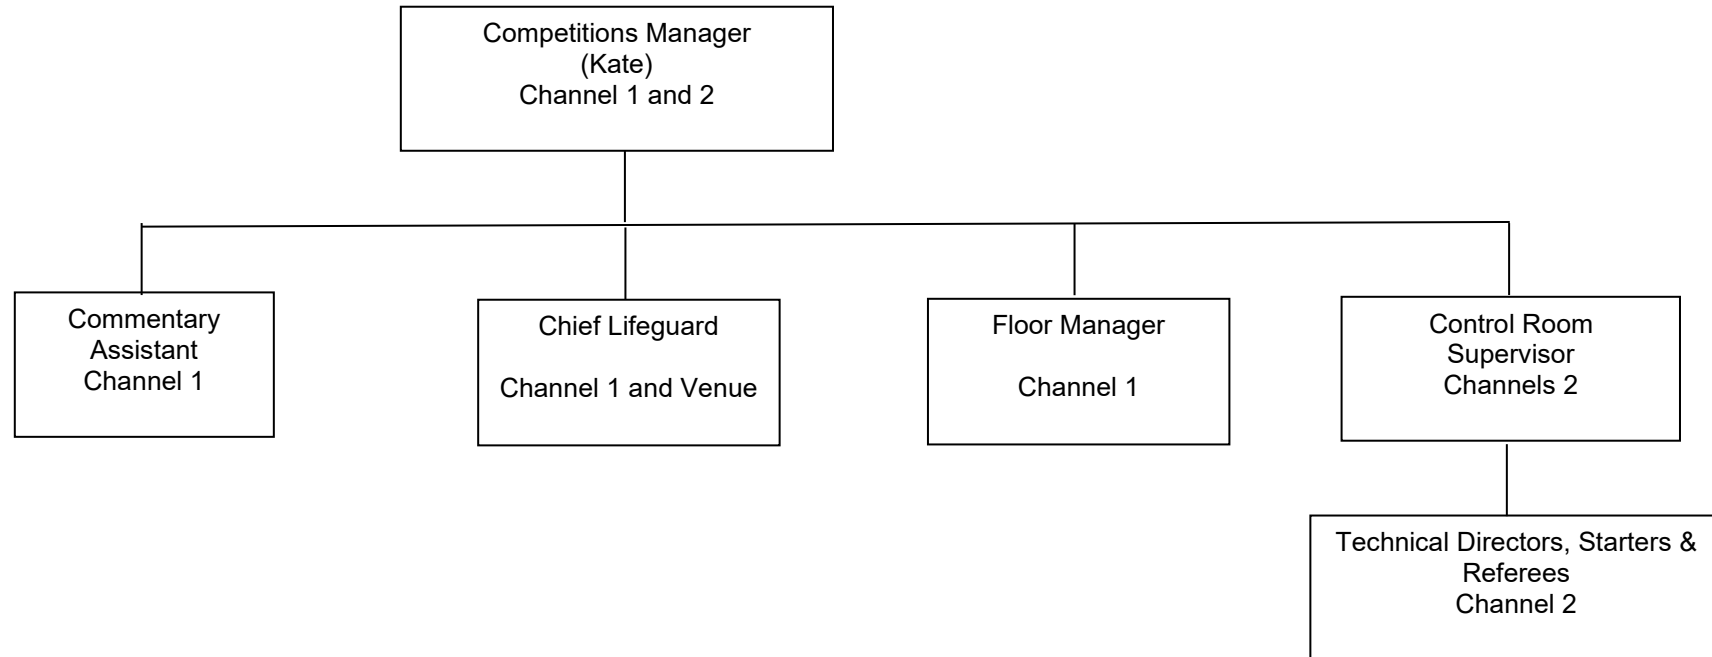 Competitions Manager
(Kate)
Channel 1 and 2
Commentary
Assistant
Channel 1
Chief Lifeguard
Channel 1 and Venue
Floor Manager
Channel 1
Control Room
Supervisor
Channels 2
Technical Directors, Starters &
Referees
Channel 2